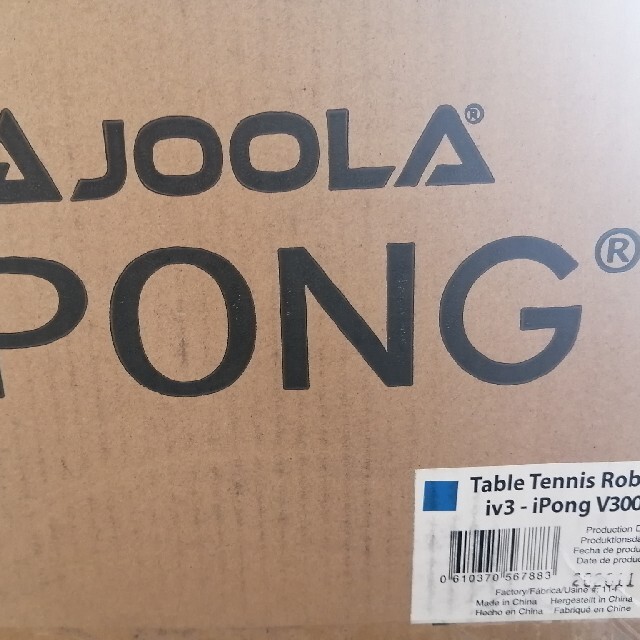 JOOLA®
PONG®
Table Tennis Rob
iv3 - iPong V300
Production D
Produktionsda
Fecha de produ
Date de produc
0 610370 567883
Factory/Fabrica/Usine #:
Made in China Hergestellt in China
Hecho en China Fabriqué en Chine